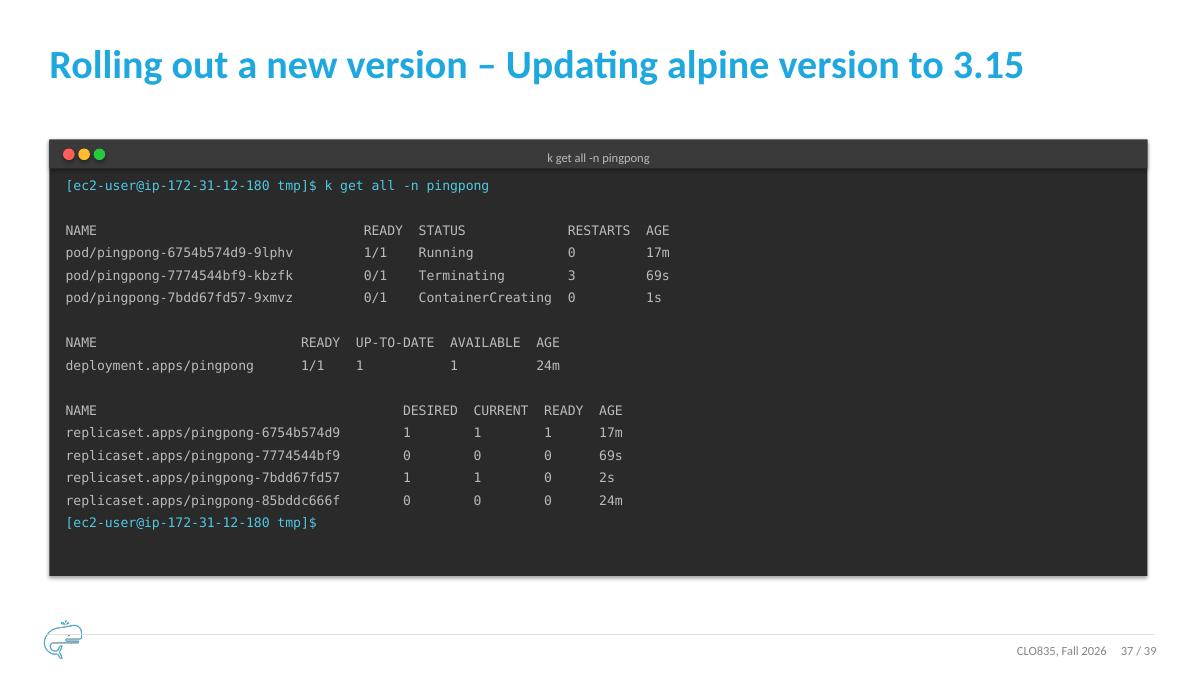 Rolling out a new version – Updating alpine version to 3.15
k get all -n pingpong
[ec2-user@ip-172-31-12-180 tmp]$ k get all -n pingpong
NAME                                  READY  STATUS             RESTARTS  AGE
pod/pingpong-6754b574d9-9lphv         1/1    Running            0         17m
pod/pingpong-7774544bf9-kbzfk         0/1    Terminating        3         69s
pod/pingpong-7bdd67fd57-9xmvz         0/1    ContainerCreating  0         1s
NAME                          READY  UP-TO-DATE  AVAILABLE  AGE
deployment.apps/pingpong      1/1    1           1          24m
NAME                                       DESIRED  CURRENT  READY  AGE
replicaset.apps/pingpong-6754b574d9        1        1        1      17m
replicaset.apps/pingpong-7774544bf9        0        0        0      69s
replicaset.apps/pingpong-7bdd67fd57        1        1        0      2s
replicaset.apps/pingpong-85bddc666f        0        0        0      24m
[ec2-user@ip-172-31-12-180 tmp]$
CLO835, Fall 2026    37 / 39